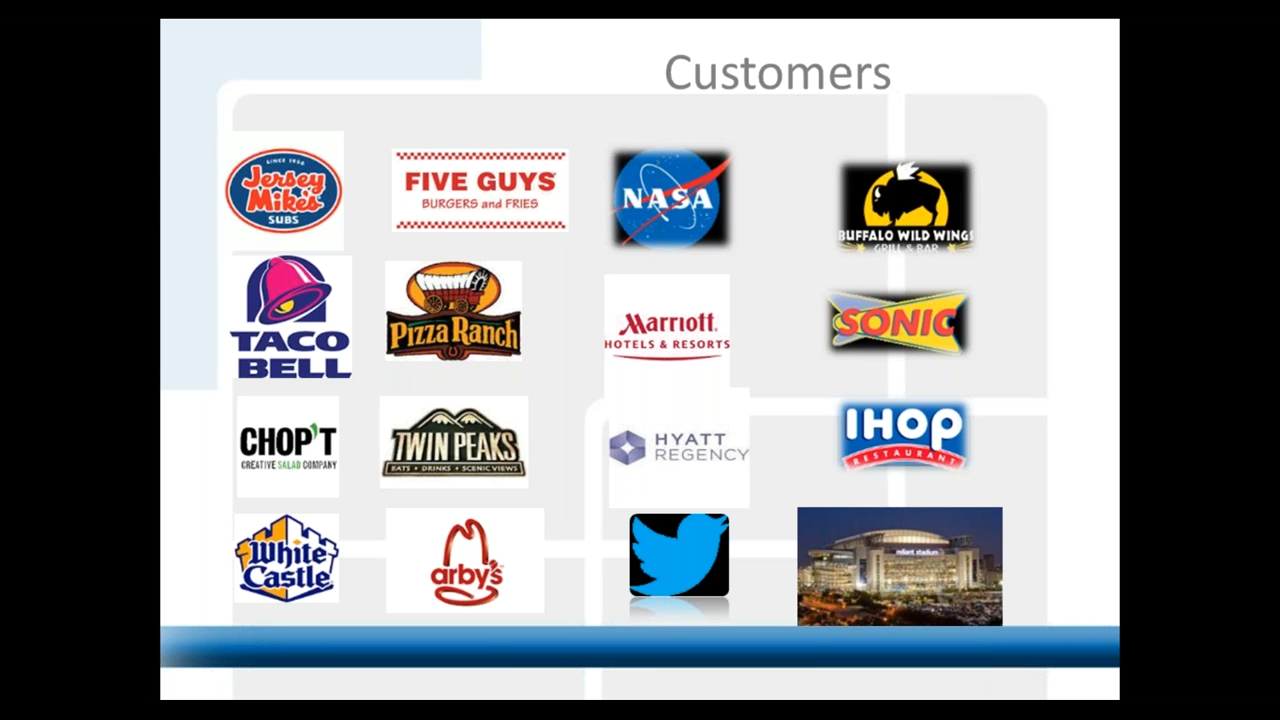 Customers
SINCE 1956
Jersey
Mike's
SUBS
FIVE GUYS
BURGERS and FRIES
NASA
BUFFALO WILD WINGS
GRILL & BAR
TACO
BELL
Pizza Ranch
Marriott
HOTELS & RESORTS
SONIC
CHOP'T
CREATIVE SALAD COMPANY
TWIN PEAKS
EATS • DRINKS • SCENIC VIEWS
HYATT
REGENCY
IHOP
RESTAURANT
White
Castle
arby's
reliant stadium